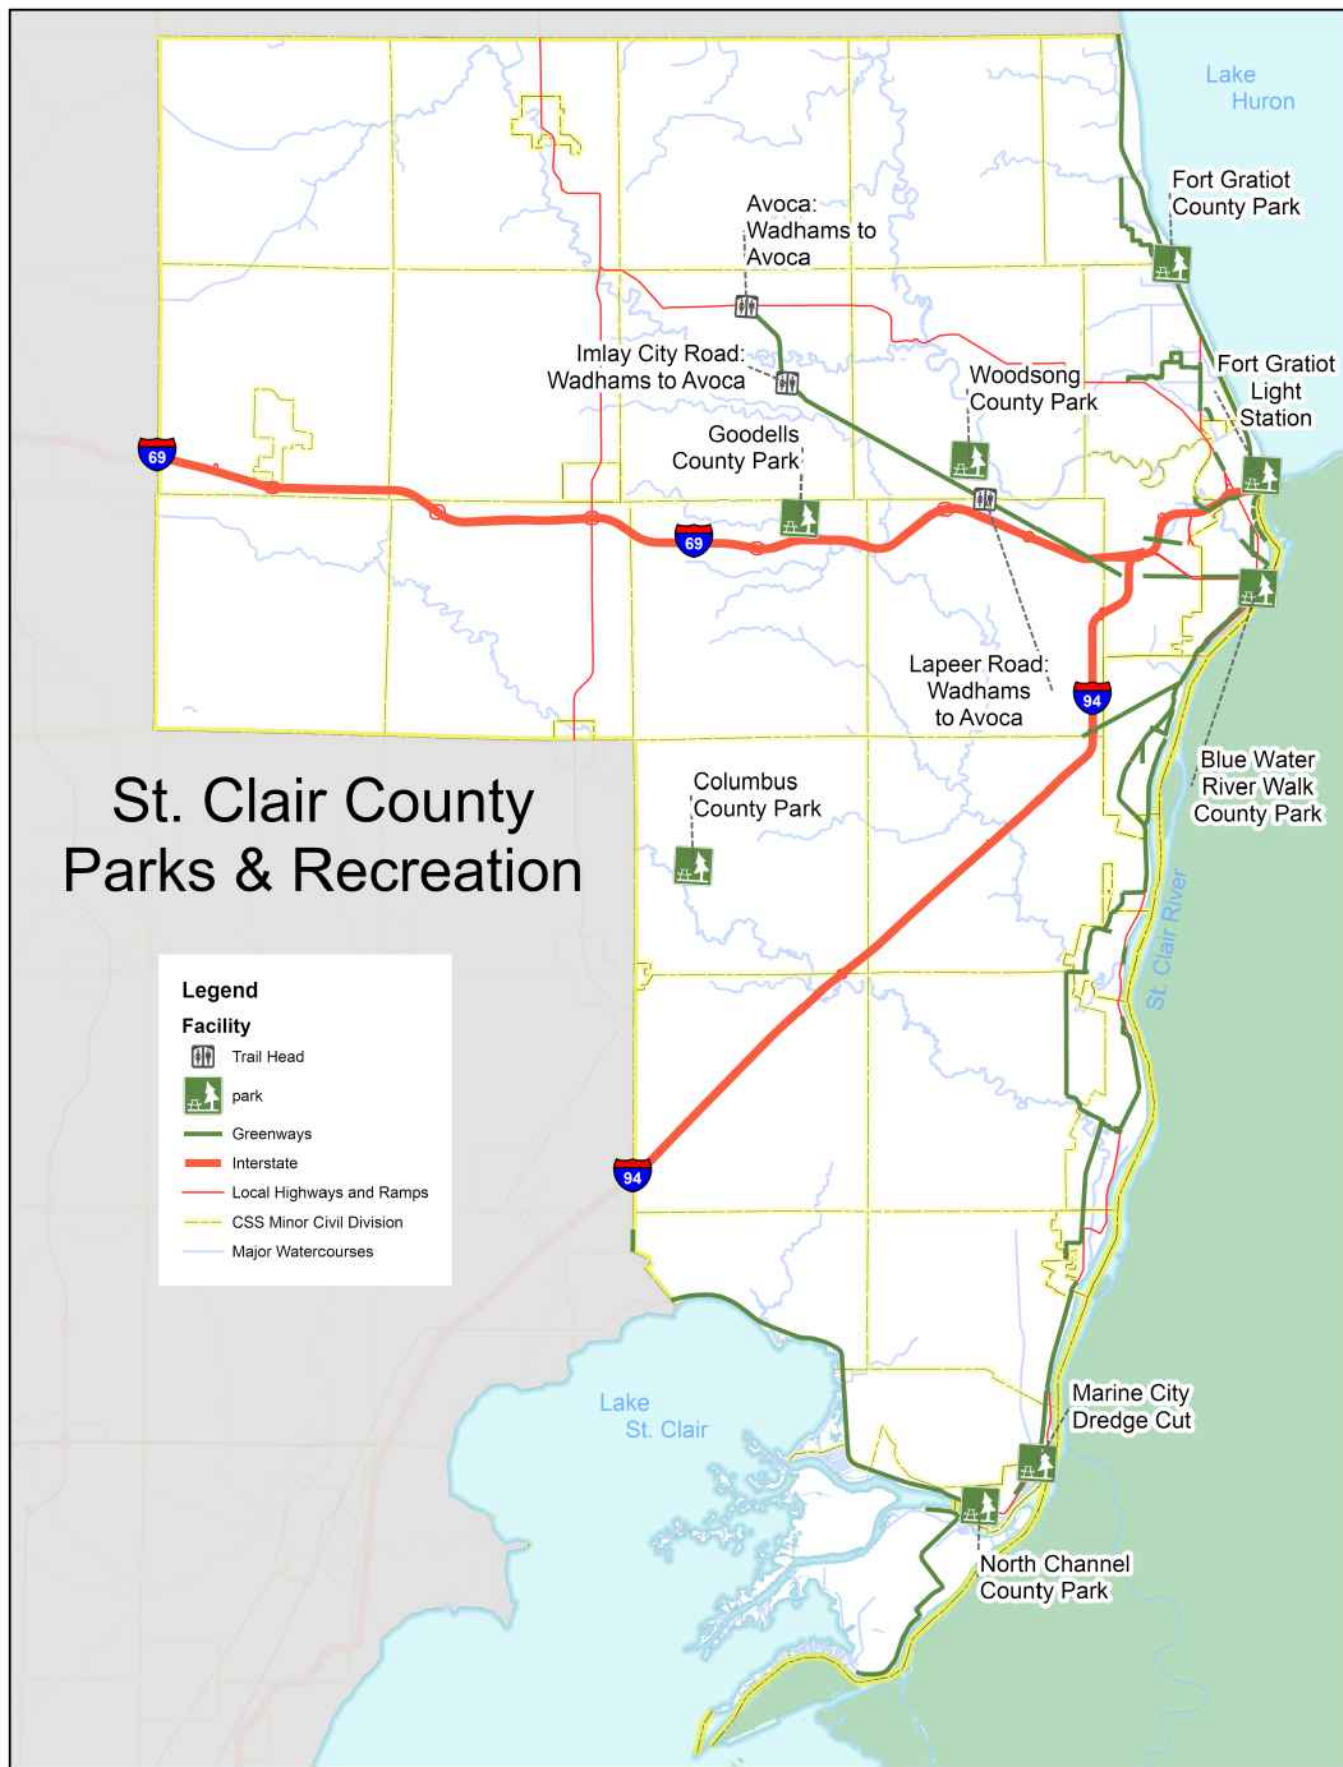 Lake
Huron
Fort Gratiot
County Park
Avoca:
Wadhams to
Avoca
Imlay City Road:
Wadhams to Avoca
Woodsong
County Park
Fort Gratiot
Light
Station
Goodells
County Park
69
69
Lapeer Road:
Wadhams
to Avoca
94
Blue Water
River Walk
County Park
St. Clair County
Parks & Recreation
Columbus
County Park
St. Clair River
Legend
Facility
Trail Head
park
Greenways
Interstate
Local Highways and Ramps
CSS Minor Civil Division
Major Watercourses
94
Lake
St. Clair
Marine City
Dredge Cut
North Channel
County Park